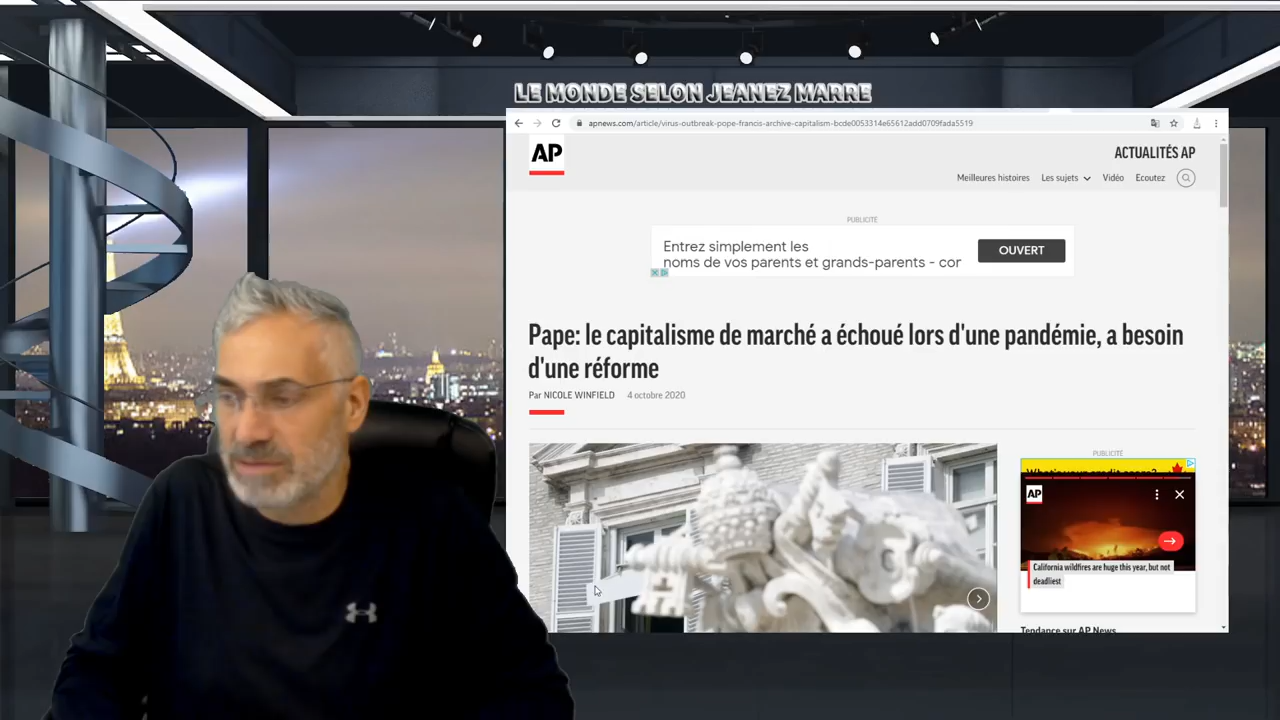 LE MONDE SELON JEANEZ MARRE
apnews.com/article/virus-outbreak-pope-francis-archive-capitalism-bcde0053314e65612add0709fada5519
AP
ACTUALITÉS AP
Meilleures histoires Les sujets Vidéo Ecoutez
PUBLICITÉ
Entrez simplement les
noms de vos parents et grands-parents - cor
OUVERT
Pape: le capitalisme de marché a échoué lors d'une pandémie, a besoin
d'une réforme
Par NICOLE WINFIELD 4 octobre 2020
PUBLICITÉ
AP
California wildfires are huge this year, but not
deadliest
Tendance sur AP News